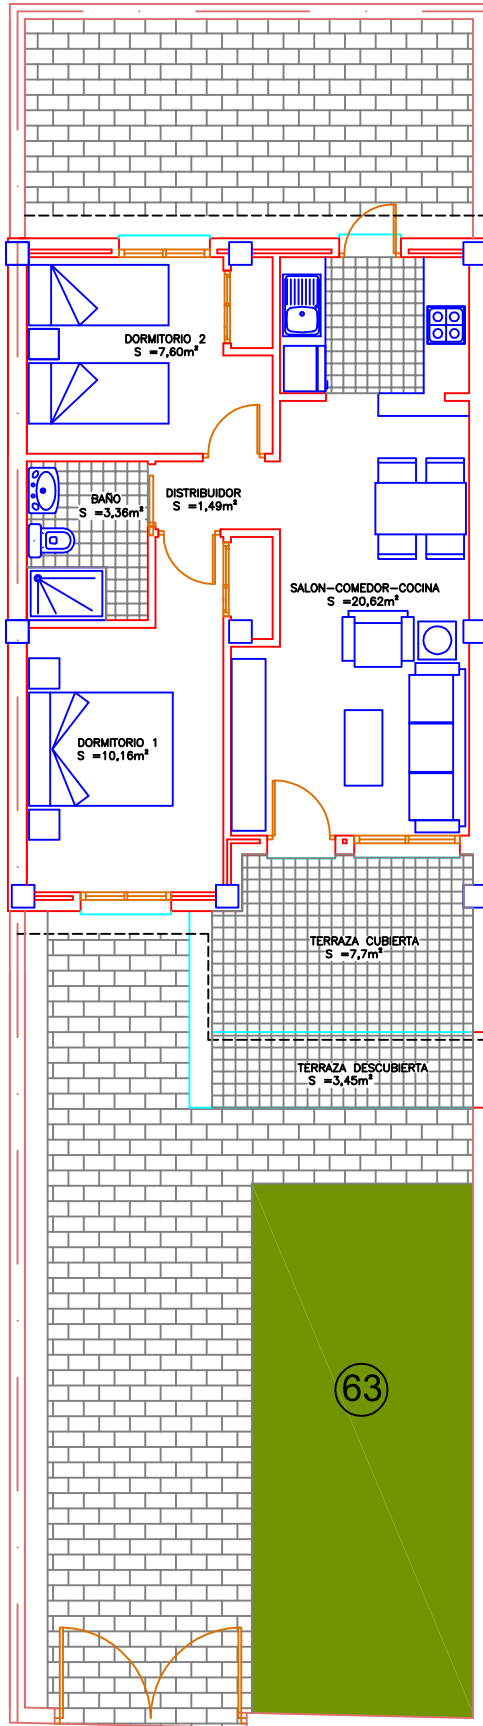 DORMITORIO 2
S =7,60m²
BAÑO
S =3,36m²
DISTRIBUIDOR
S =1,49m²
SALON-COMEDOR-COCINA
S =20,62m²
DORMITORIO 1
S =10,16m²
TERRAZA CUBIERTA
S =7,7m²
TERRAZA DESCUBIERTA
S =3,45m²
63